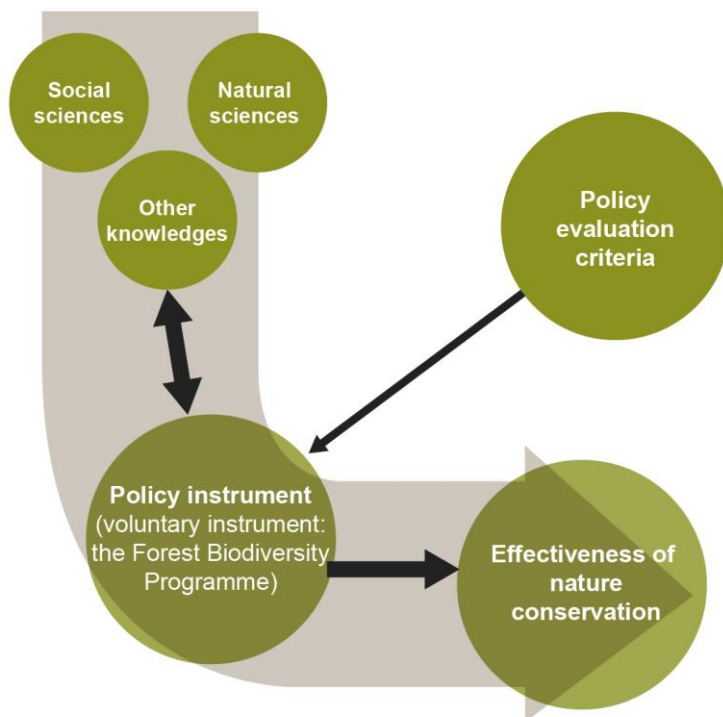 Social
sciences
Natural
sciences
Other
knowledges
Policy
evaluation
criteria
Policy instrument
(voluntary instrument:
the Forest Biodiversity
Programme)
Effectiveness of
nature
conservation